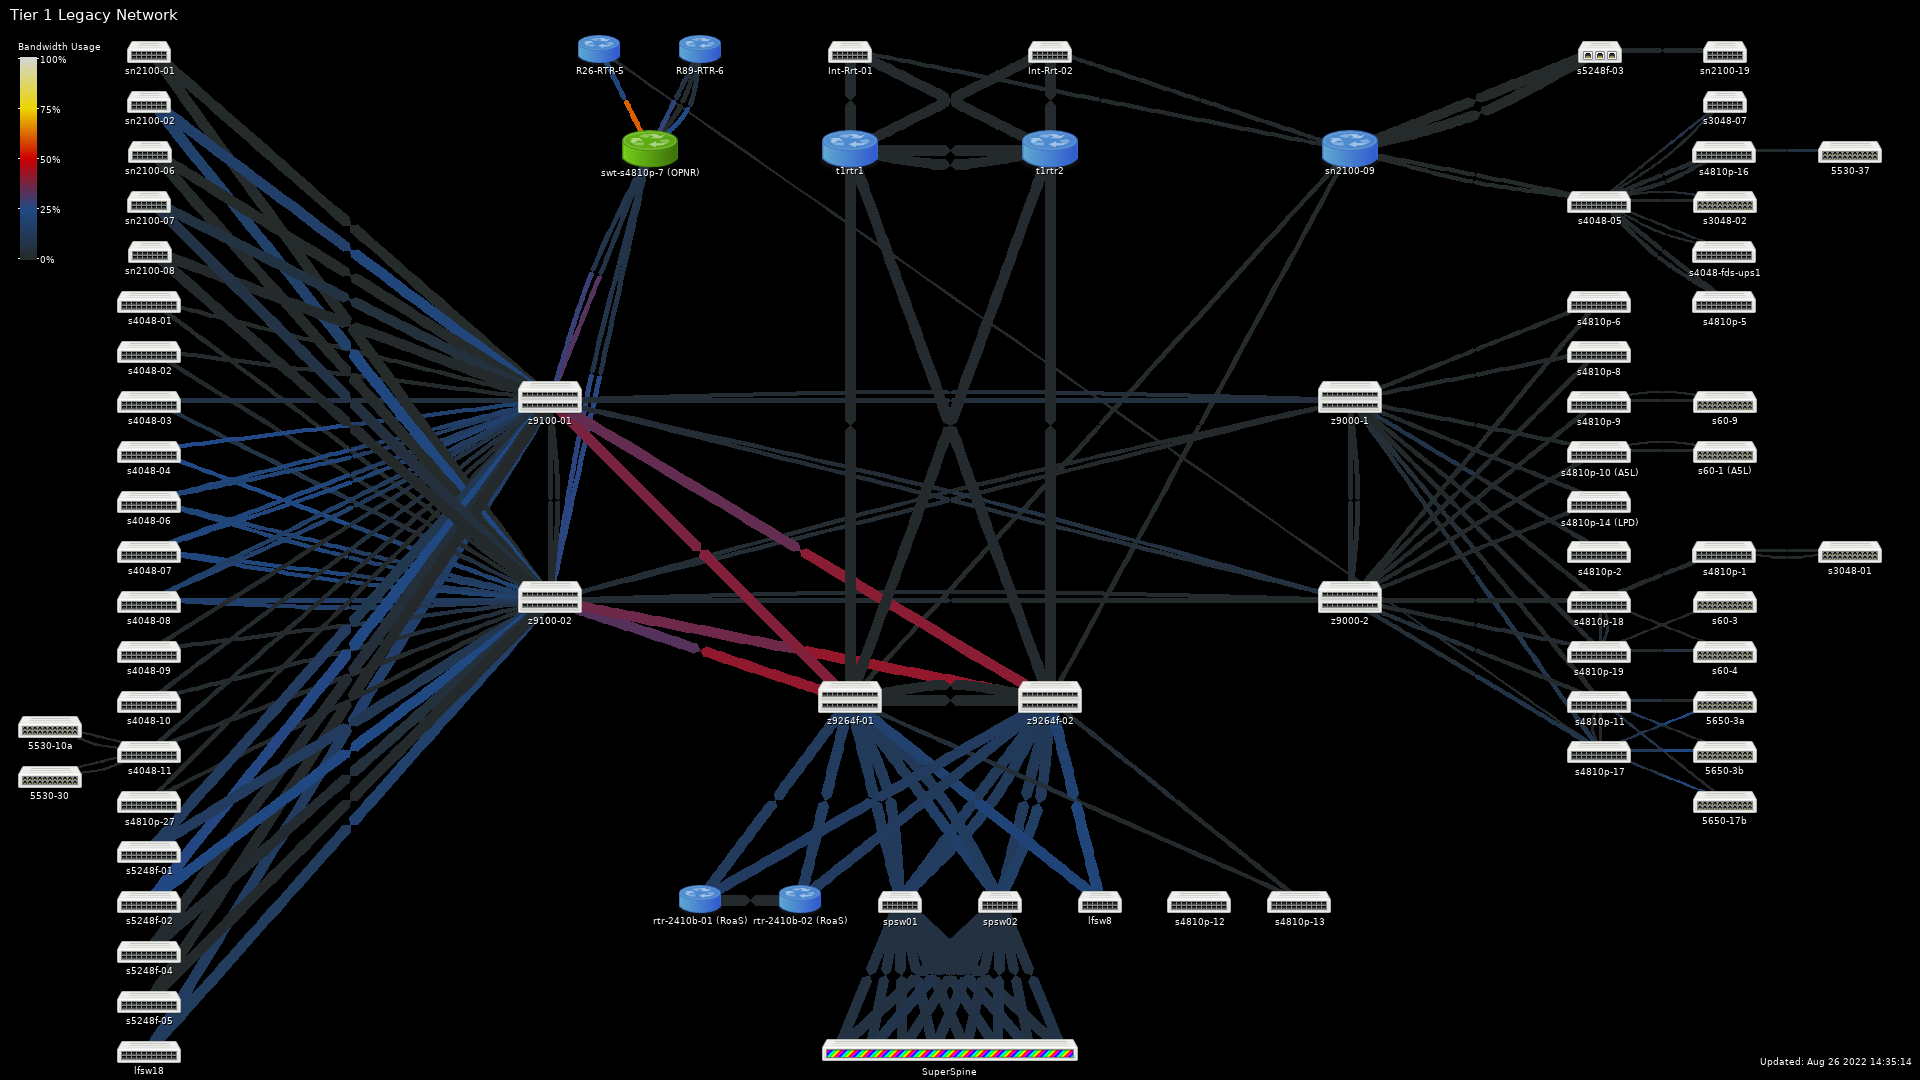 Tier 1 Legacy Network
Bandwidth Usage
100%
75%
50%
25%
0%
sn2100-01
sn2100-02
sn2100-06
sn2100-07
sn2100-08
s4048-01
s4048-02
s4048-03
s4048-04
s4048-06
s4048-07
s4048-08
s4048-09
s4048-10
s4048-11
5530-10a
5530-30
s4810p-27
s5248f-01
s5248f-02
s5248f-04
s5248f-05
lfsw18
R26-RTR-5
R89-RTR-6
swt-s4810p-7 (OPNR)
Int-Rrt-01
Int-Rrt-02
t1rtr1
t1rtr2
sn2100-09
z9100-01
z9100-02
z9000-1
z9000-2
z9264f-01
z9264f-02
rtr-2410b-01 (RoaS)
rtr-2410b-02 (RoaS)
spsw01
spsw02
lfsw8
s4810p-12
s4810p-13
SuperSpine
s5248f-03
sn2100-19
s3048-07
s4810p-16
5530-37
s4048-05
s3048-02
s4048-fds-ups1
s4810p-5
s4810p-6
s4810p-8
s4810p-9
s60-9
s4810p-10 (A5L)
s60-1 (A5L)
s4810p-14 (LPD)
s4810p-2
s4810p-1
s3048-01
s4810p-18
s60-3
s4810p-19
s60-4
s4810p-11
5650-3a
s4810p-17
5650-3b
5650-17b
Updated: Aug 26 2022 14:35:14